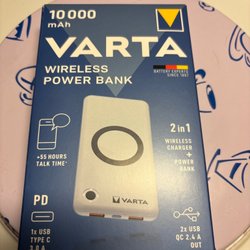 10 000
mAh
VARTA
WIRELESS
POWER BANK
BATTERY EXPERTS
SINCE 1887
2 in 1
WIRELESS
CHARGER
+
POWER
BANK
+55 HOURS
TALK TIME*
VARTA
PD
1x USB
TYPE C
2x USB
QC 2.4 A
OUT